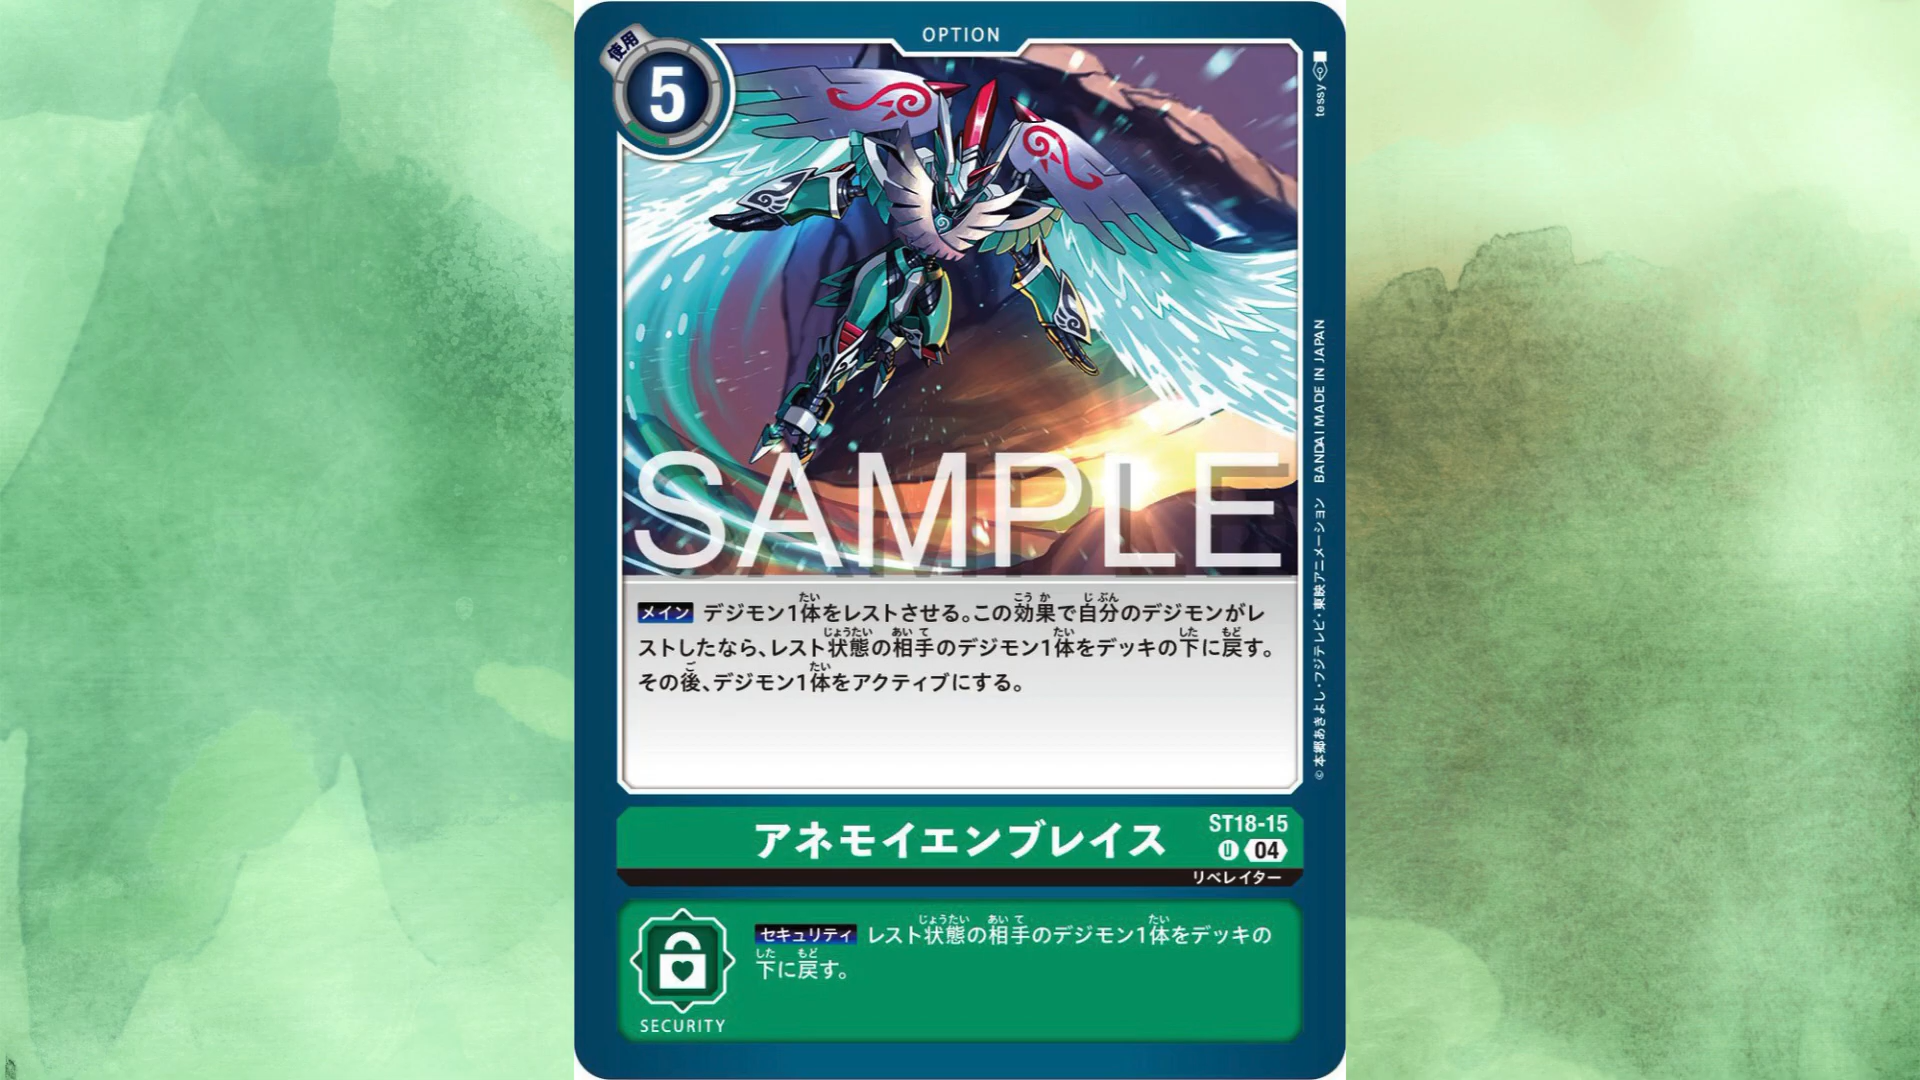 OPTION
使用
5
tessy
SAMPLE
メイン デジモン1体をレストさせる。この効果で自分のデジモンがレ
ストしたなら、レスト状態の相手のデジモン1体をデッキの下に戻す。
その後、デジモン1体をアクティブにする。
©本郷あきよし・フジテレビ・東映アニメーション BANDAI MADE IN JAPAN
アネモイエンブレイス
ST18-15
U 04
リベレイター
セキュリティ レスト状態の相手のデジモン1体をデッキの
下に戻す。
SECURITY